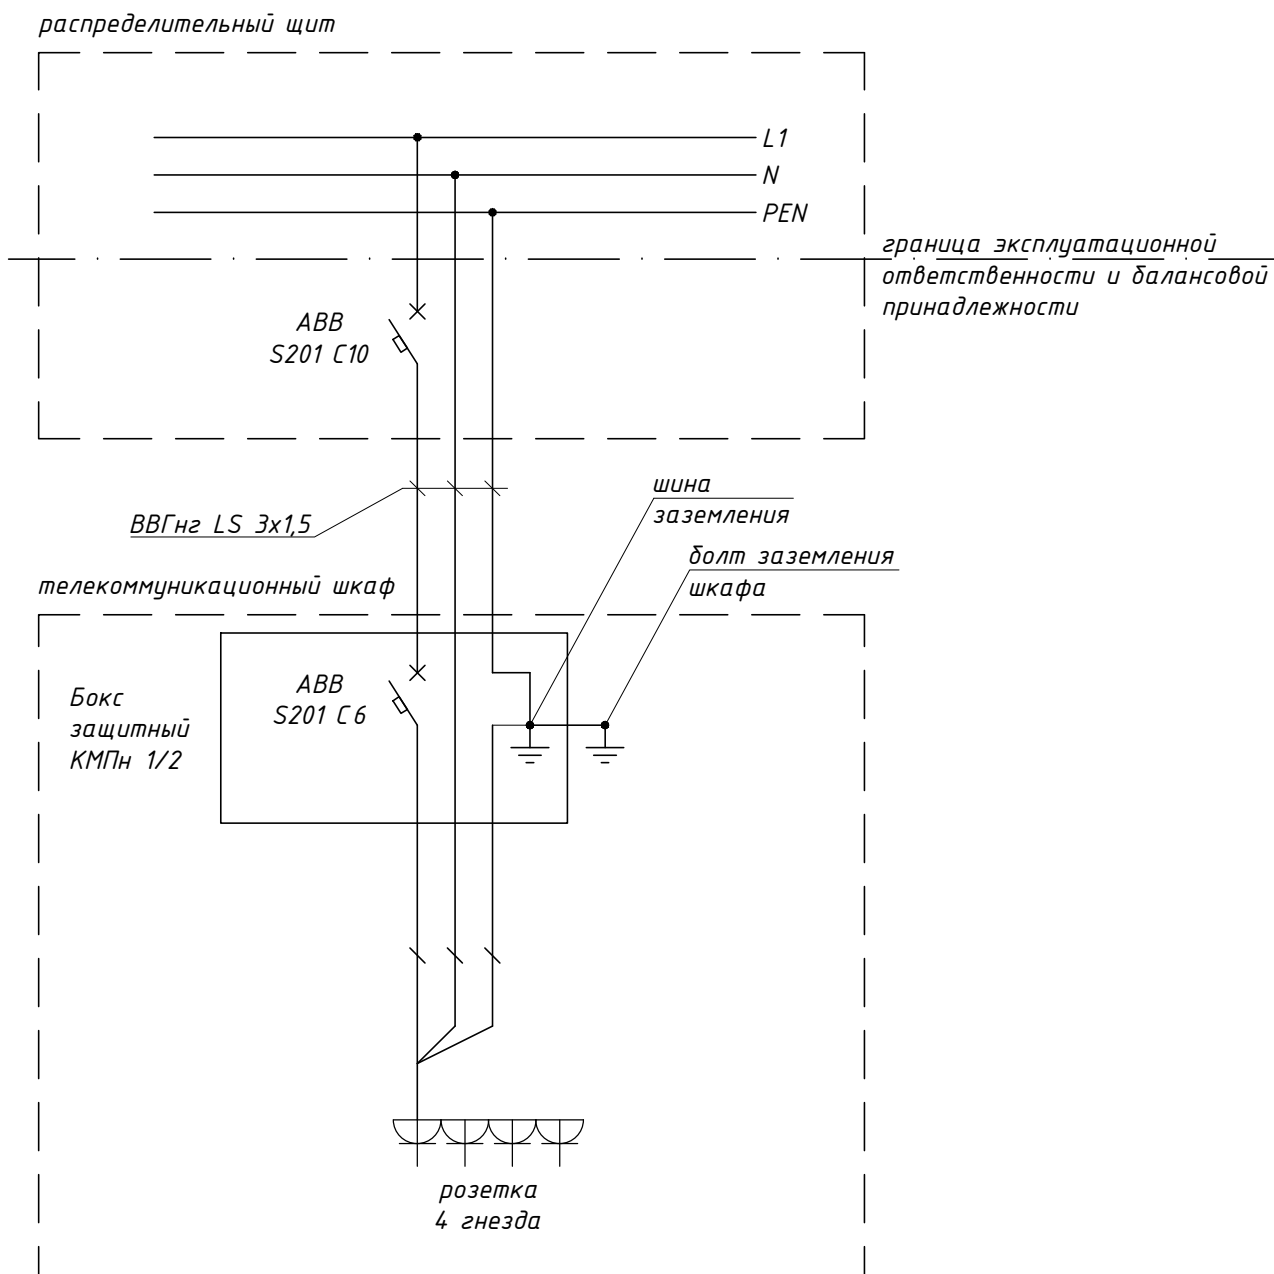 распределительный щит
L1
N
PEN
граница эксплуатационной
ответственности и балансовой
принадлежности
ABB
S201 C10
шина
заземления
ВВГнг LS 3x1,5
болт заземления
шкафа
телекоммуникационный шкаф
ABB
S201 C6
Бокс
защитный
КМПн 1/2
розетка
4 гнезда